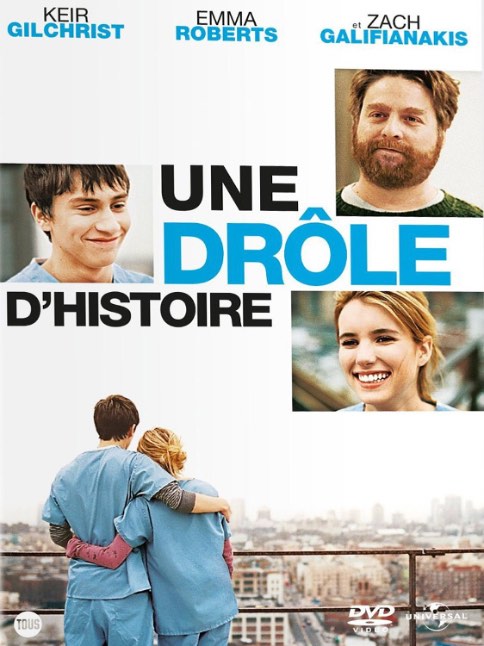 KEIR
GILCHRIST
EMMA
ROBERTS
et ZACH
GALIFIANAKIS
UNE
DRÔLE
D'HISTOIRE
TOUS
DVD
VIDEO
UNIVERSAL